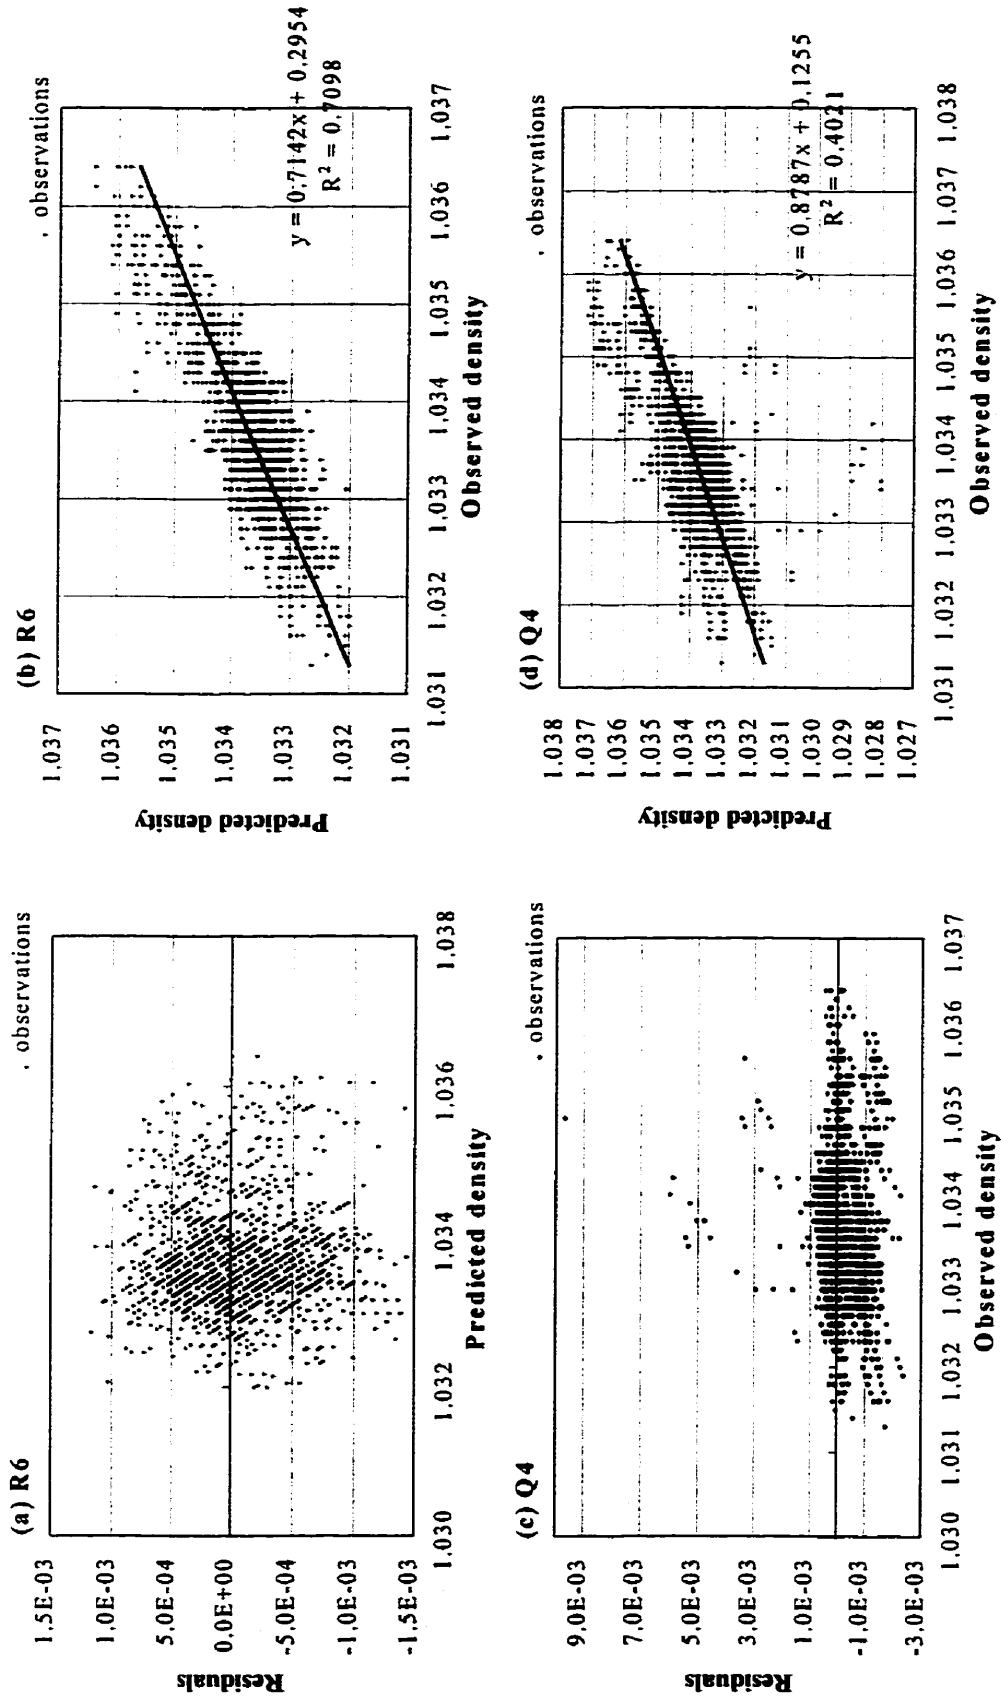 (a) R6
. observations
1.5E-03
1.0E-03
5.0E-04
0.0E+00
-5.0E-04
-1.0E-03
-1.5E-03
Residuals
1.030
1.032
1.034
1.036
1.038
Predicted density
(b) R6
. observations
1.037
1.036
1.035
1.034
1.033
1.032
1.031
Predicted density
y = 0.7142x + 0.2954
R² = 0.7098
1.031
1.032
1.033
1.034
1.035
1.036
1.037
Observed density
(c) Q4
. observations
9.0E-03
7.0E-03
5.0E-03
3.0E-03
1.0E-03
-1.0E-03
-3.0E-03
Residuals
1.030
1.031
1.032
1.033
1.034
1.035
1.036
1.037
Observed density
(d) Q4
. observations
1.038
1.037
1.036
1.035
1.034
1.033
1.032
1.031
1.030
1.029
1.028
1.027
Predicted density
y = 0.8787x + 0.1255
R² = 0.4021
1.031
1.032
1.033
1.034
1.035
1.036
1.037
1.038
Observed density